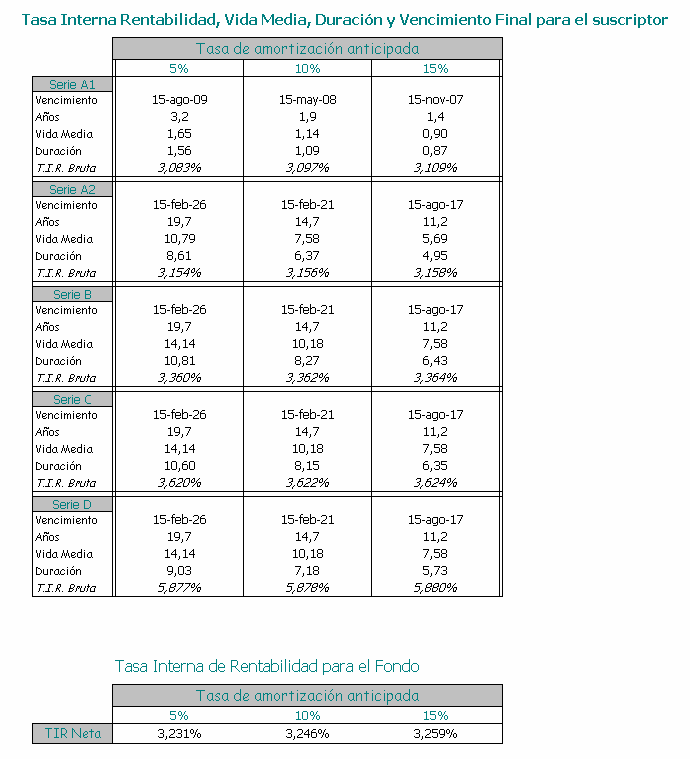 Tasa Interna Rentabilidad, Vida Media, Duración y Vencimiento Final para el suscriptor
Tasa de amortización anticipada
5% 10% 15%
Serie A1
Vencimiento 15-ago-09 15-may-08 15-nov-07
Años 3,2 1,9 1,4
Vida Media 1,65 1,14 0,90
Duración 1,56 1,09 0,87
T.I.R. Bruta 3,083% 3,097% 3,109%
Serie A2
Vencimiento 15-feb-26 15-feb-21 15-ago-17
Años 19,7 14,7 11,2
Vida Media 10,79 7,58 5,69
Duración 8,61 6,37 4,95
T.I.R. Bruta 3,154% 3,156% 3,158%
Serie B
Vencimiento 15-feb-26 15-feb-21 15-ago-17
Años 19,7 14,7 11,2
Vida Media 14,14 10,18 7,58
Duración 10,81 8,27 6,43
T.I.R. Bruta 3,360% 3,362% 3,364%
Serie C
Vencimiento 15-feb-26 15-feb-21 15-ago-17
Años 19,7 14,7 11,2
Vida Media 14,14 10,18 7,58
Duración 10,60 8,15 6,35
T.I.R. Bruta 3,620% 3,622% 3,624%
Serie D
Vencimiento 15-feb-26 15-feb-21 15-ago-17
Años 19,7 14,7 11,2
Vida Media 14,14 10,18 7,58
Duración 9,03 7,18 5,73
T.I.R. Bruta 5,877% 5,878% 5,880%
Tasa Interna de Rentabilidad para el Fondo
Tasa de amortización anticipada
5% 10% 15%
TIR Neta 3,231% 3,246% 3,259%